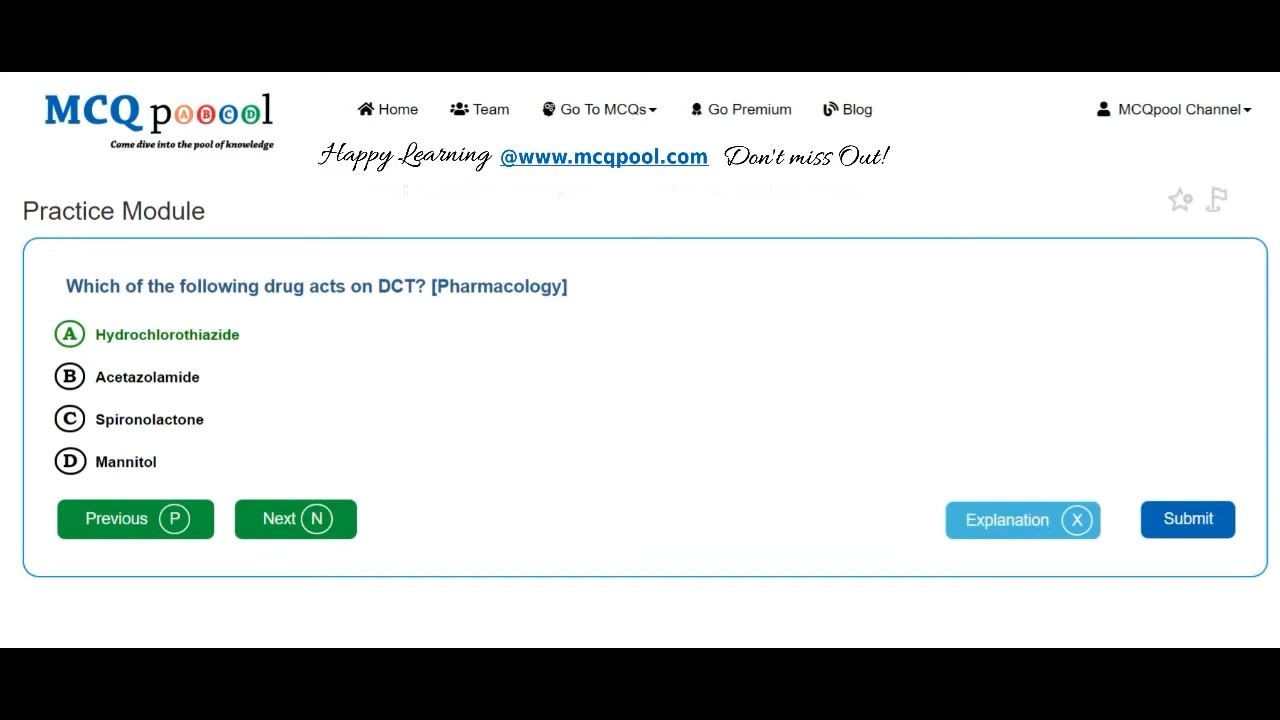 MCQ pooool
Come dive into the pool of knowledge
Home Team Go To MCQs Go Premium Blog MCQpool Channel
Happy Learning @www.mcqpool.com Don't miss Out!
Practice Module
Which of the following drug acts on DCT? [Pharmacology]
A Hydrochlorothiazide
B Acetazolamide
C Spironolactone
D Mannitol
Previous P Next N Explanation X Submit